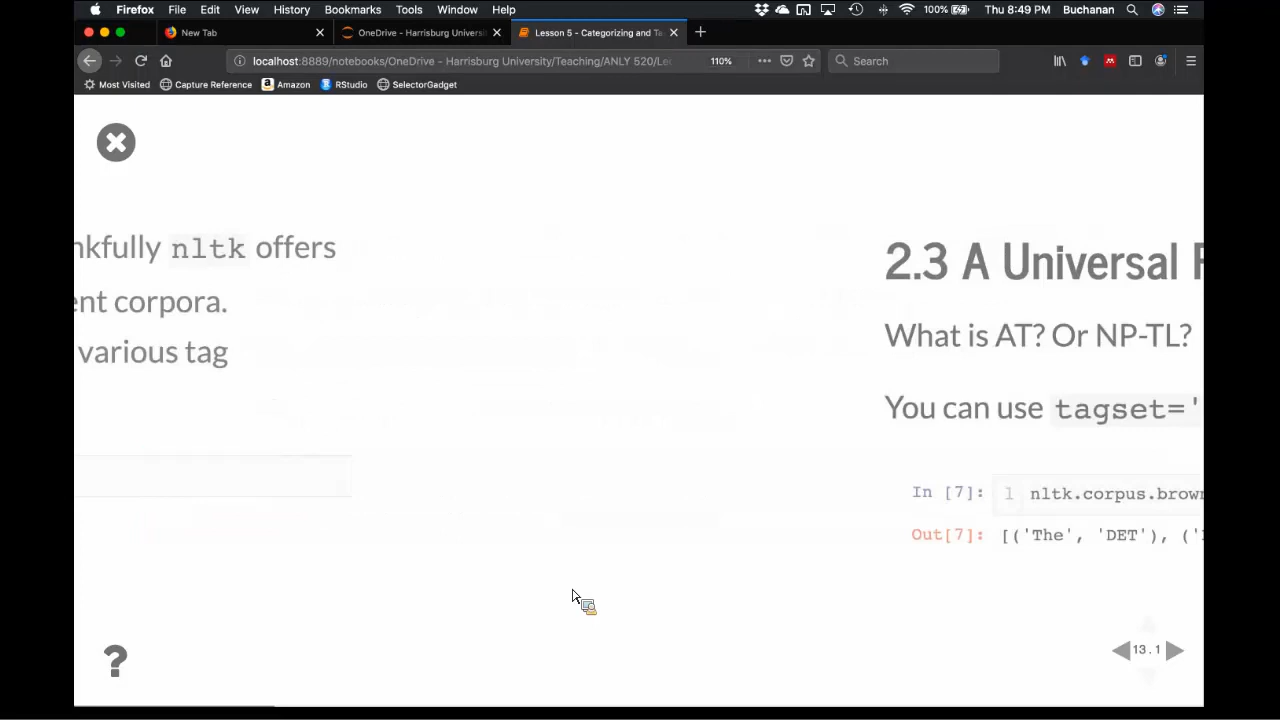 Firefox File Edit View History Bookmarks Tools Window Help 100% Thu 8:49 PM Buchanan
New Tab OneDrive - Harrisburg Universi Lesson 5 - Categorizing and Te
localhost:8889/notebooks/OneDrive - Harrisburg University/Teaching/ANLY 520/Le 110% Search
Most Visited Capture Reference Amazon RStudio SelectorGadget
nkfully nltk offers
ent corpora.
various tag
2.3 A Universal
What is AT? Or NP-TL?
You can use tagset='
In [7]: 1 nltk.corpus.brown
Out[7]: [('The', 'DET'), ('
?
13.1